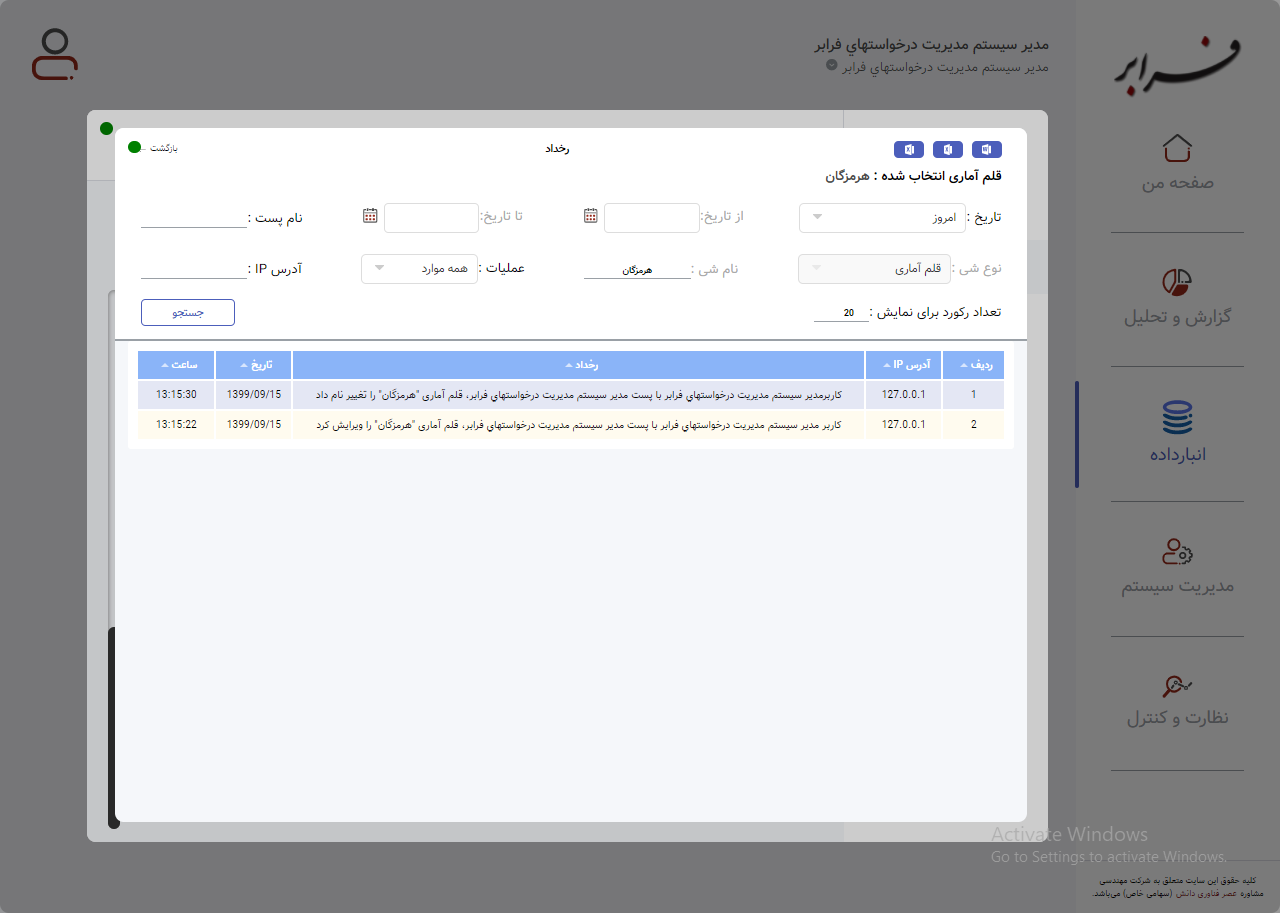 مدیر سیستم مدیریت درخواستهاي فرابر
مدیر سیستم مدیریت درخواستهاي فرابر
فرابر
صفحه من
گزارش و تحلیل
انبارداده
مدیریت سیستم
نظارت و کنترل
رخداد
بازگشت
قلم آماری انتخاب شده : هرمزگان
تاریخ : امروز
از تاریخ:
تا تاریخ:
نام پست :
نوع شی : قلم آماری
نام شی : هرمزگان
عملیات : همه موارد
آدرس IP :
تعداد رکورد برای نمایش : 20
جستجو
ردیف آدرس IP رخداد تاریخ ساعت
1 127.0.0.1 کاربرمدیر سیستم مدیریت درخواستهاي فرابر با پست مدیر سیستم مدیریت درخواستهاي فرابر، قلم آماری "هرمزگان" را تغییر نام داد 1399/09/15 13:15:30
2 127.0.0.1 کاربر مدیر سیستم مدیریت درخواستهاي فرابر با پست مدیر سیستم مدیریت درخواستهاي فرابر، قلم آماری "هرمزگان" را ویرایش کرد 1399/09/15 13:15:22
Activate Windows
Go to Settings to activate Windows.
کلیه حقوق این سایت متعلق به شرکت مهندسی
مشاوره عصر فناوری دانش (سهامی خاص) می‌باشد.